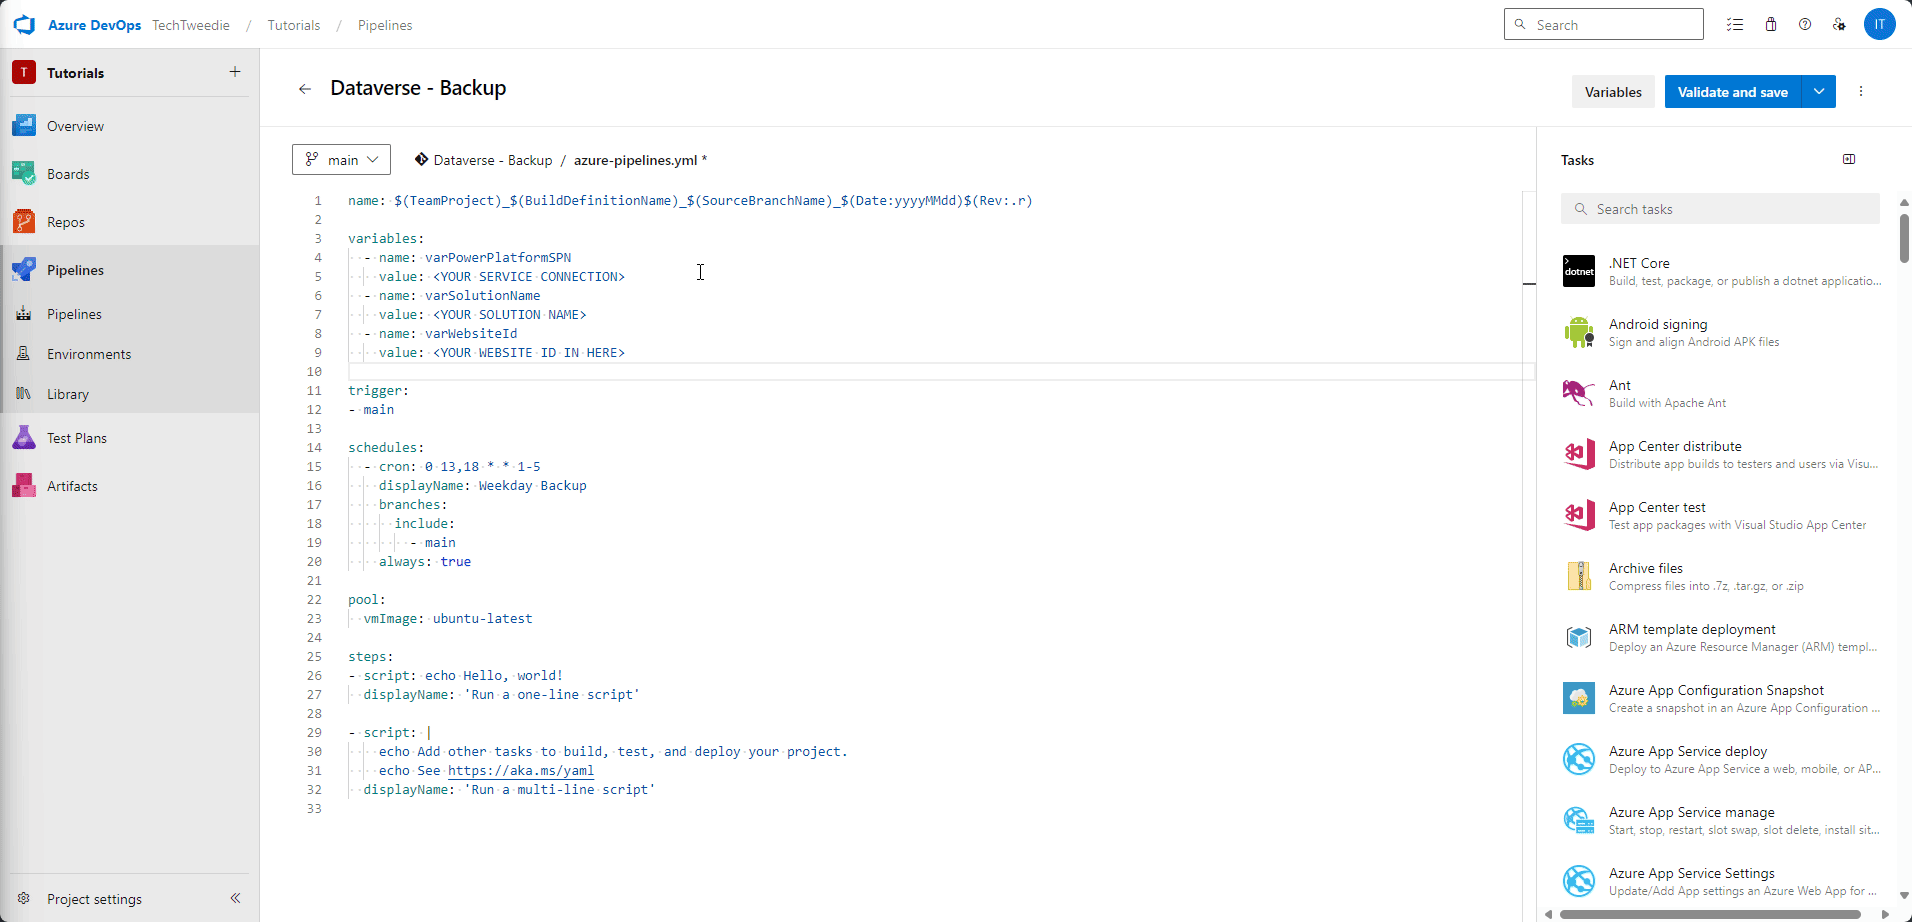 Azure DevOps TechTweedie / Tutorials / Pipelines
Search
IT
T Tutorials +
Overview
Boards
Repos
Pipelines
Pipelines
Environments
Library
Test Plans
Artifacts
Project settings
Dataverse - Backup
Variables
Validate and save
main
Dataverse - Backup / azure-pipelines.yml *
1 name: $(TeamProject)_$(BuildDefinitionName)_$(SourceBranchName)_$(Date:yyyyMMdd)$(Rev:.r)
2
3 variables:
4 - name: varPowerPlatformSPN
5 value: <YOUR SERVICE CONNECTION>
6 - name: varSolutionName
7 value: <YOUR SOLUTION NAME>
8 - name: varWebsiteId
9 value: <YOUR WEBSITE ID IN HERE>
10
11 trigger:
12 - main
13
14 schedules:
15 - cron: 0 13,18 * * 1-5
16 displayName: Weekday Backup
17 branches:
18 include:
19 - main
20 always: true
21
22 pool:
23 vmImage: ubuntu-latest
24
25 steps:
26 - script: echo Hello, world!
27 displayName: 'Run a one-line script'
28
29 - script: |
30 echo Add other tasks to build, test, and deploy your project.
31 echo See https://aka.ms/yaml
32 displayName: 'Run a multi-line script'
33
Tasks
Search tasks
dotnet
.NET Core
Build, test, package, or publish a dotnet applicatio...
Android signing
Sign and align Android APK files
Ant
Build with Apache Ant
App Center distribute
Distribute app builds to testers and users via Visu...
App Center test
Test app packages with Visual Studio App Center
Archive files
Compress files into .7z, .tar.gz, or .zip
ARM template deployment
Deploy an Azure Resource Manager (ARM) templ...
Azure App Configuration Snapshot
Create a snapshot in an Azure App Configuration ...
Azure App Service deploy
Deploy to Azure App Service a web, mobile, or AP...
Azure App Service manage
Start, stop, restart, slot swap, slot delete, install sit...
Azure App Service Settings
Update/Add App settings an Azure Web App for ...